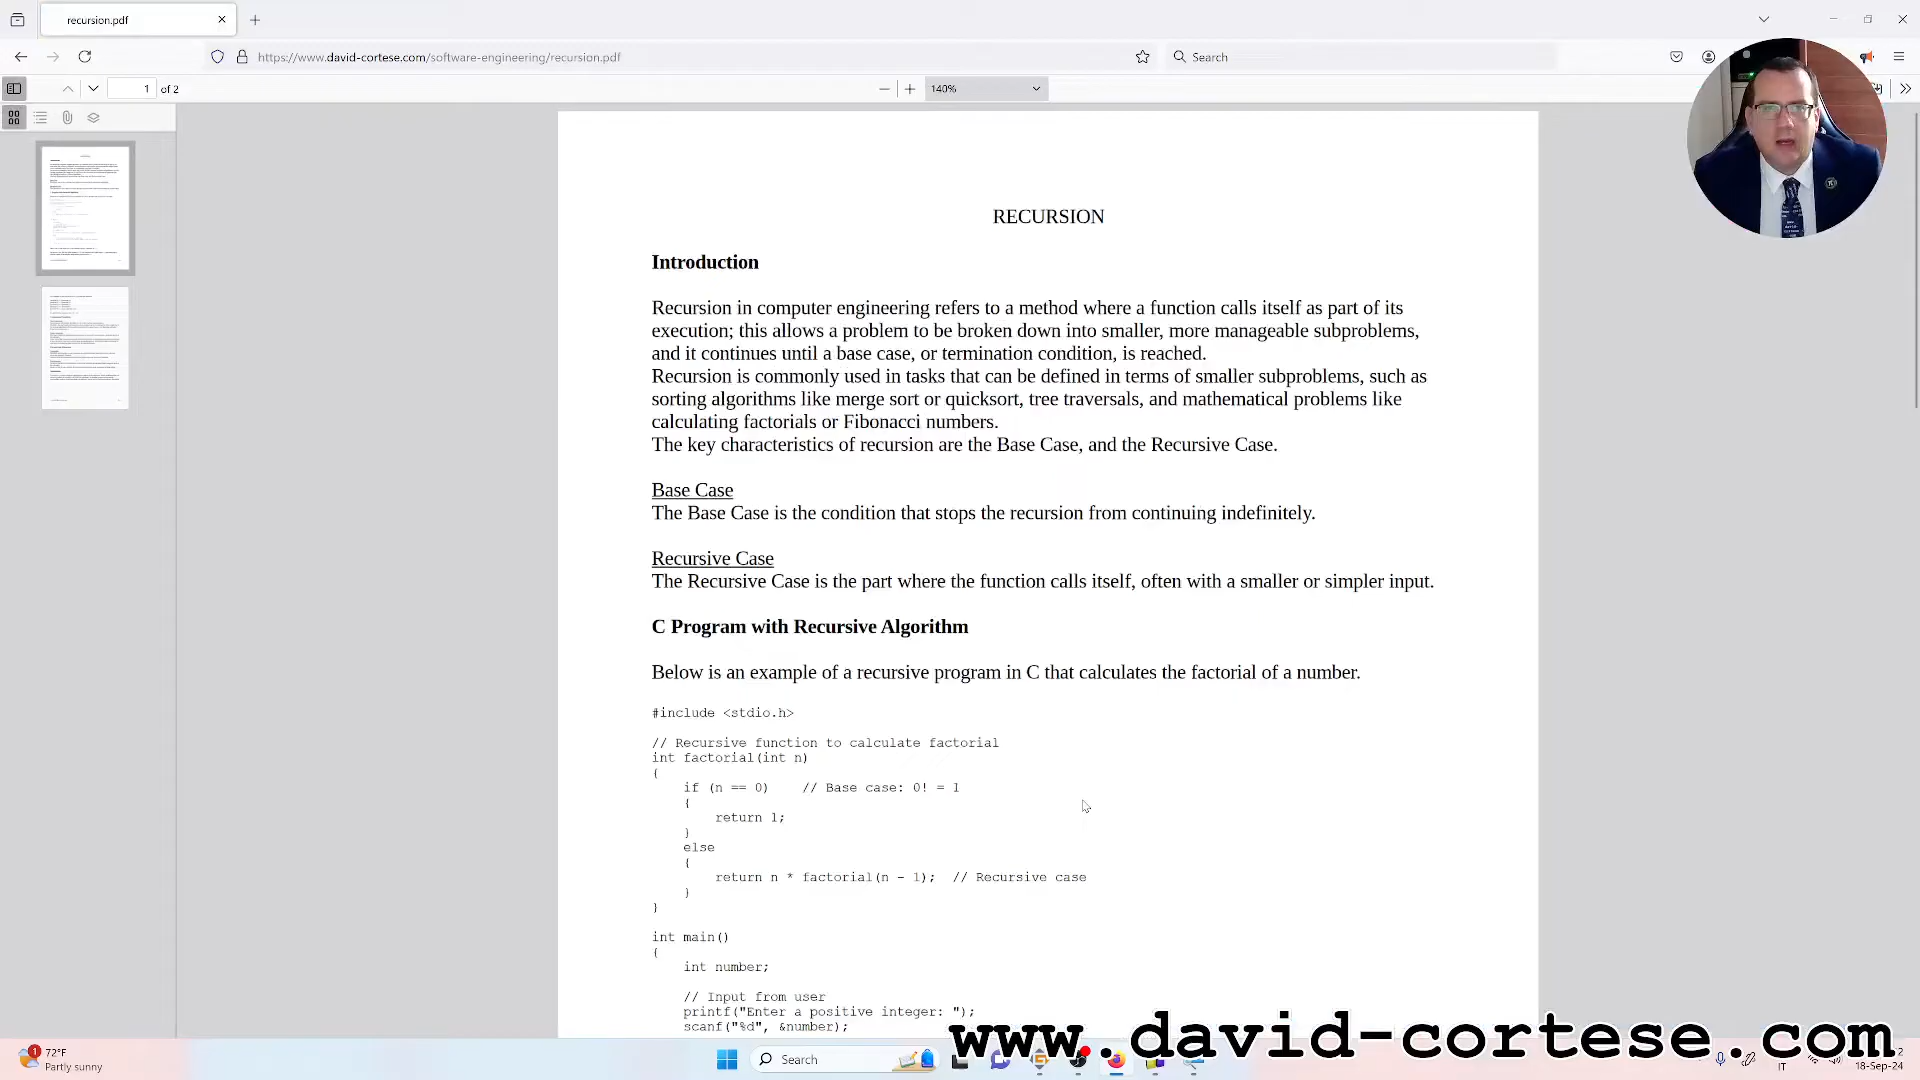 recursion.pdf
https://www.david-cortese.com/software-engineering/recursion.pdf
Search
1 of 2
140%
RECURSION
Introduction
Recursion in computer engineering refers to a method where a function calls itself as part of its
execution; this allows a problem to be broken down into smaller, more manageable subproblems,
and it continues until a base case, or termination condition, is reached.
Recursion is commonly used in tasks that can be defined in terms of smaller subproblems, such as
sorting algorithms like merge sort or quicksort, tree traversals, and mathematical problems like
calculating factorials or Fibonacci numbers.
The key characteristics of recursion are the Base Case, and the Recursive Case.
Base Case
The Base Case is the condition that stops the recursion from continuing indefinitely.
Recursive Case
The Recursive Case is the part where the function calls itself, often with a smaller or simpler input.
C Program with Recursive Algorithm
Below is an example of a recursive program in C that calculates the factorial of a number.
#include <stdio.h>
// Recursive function to calculate factorial
int factorial(int n)
{
if (n == 0)    // Base case: 0! = 1
{
return 1;
}
else
{
return n * factorial(n - 1);  // Recursive case
}
}
int main()
{
int number;
// Input from user
printf("Enter a positive integer: ");
scanf("%d", &number);
www.david-cortese.com
1
72°F
Partly sunny
Search
IT
18-Sep-24